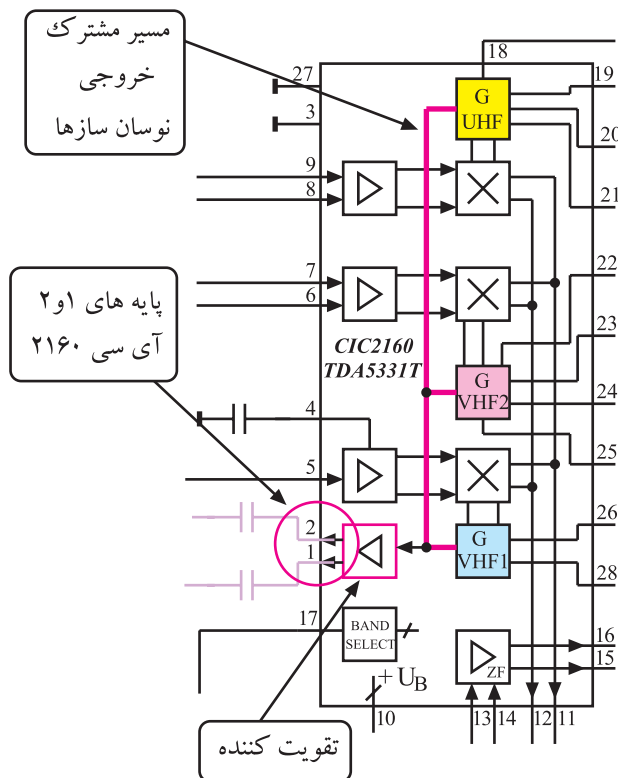 مسیر مشترك
خروجی
نوسان سازها
18
27
19
G
UHF
3
20
9
8
21
7
22
6
پایه های ۱و۲
آی سی ۲۱۶۰
CIC2160
TDA5331T
23
G
VHF2
24
4
25
5
26
2
G
VHF1
1
28
17
BAND
SELECT
16
ZF
15
+U_B
10
13
14
12
11
تقویت کننده